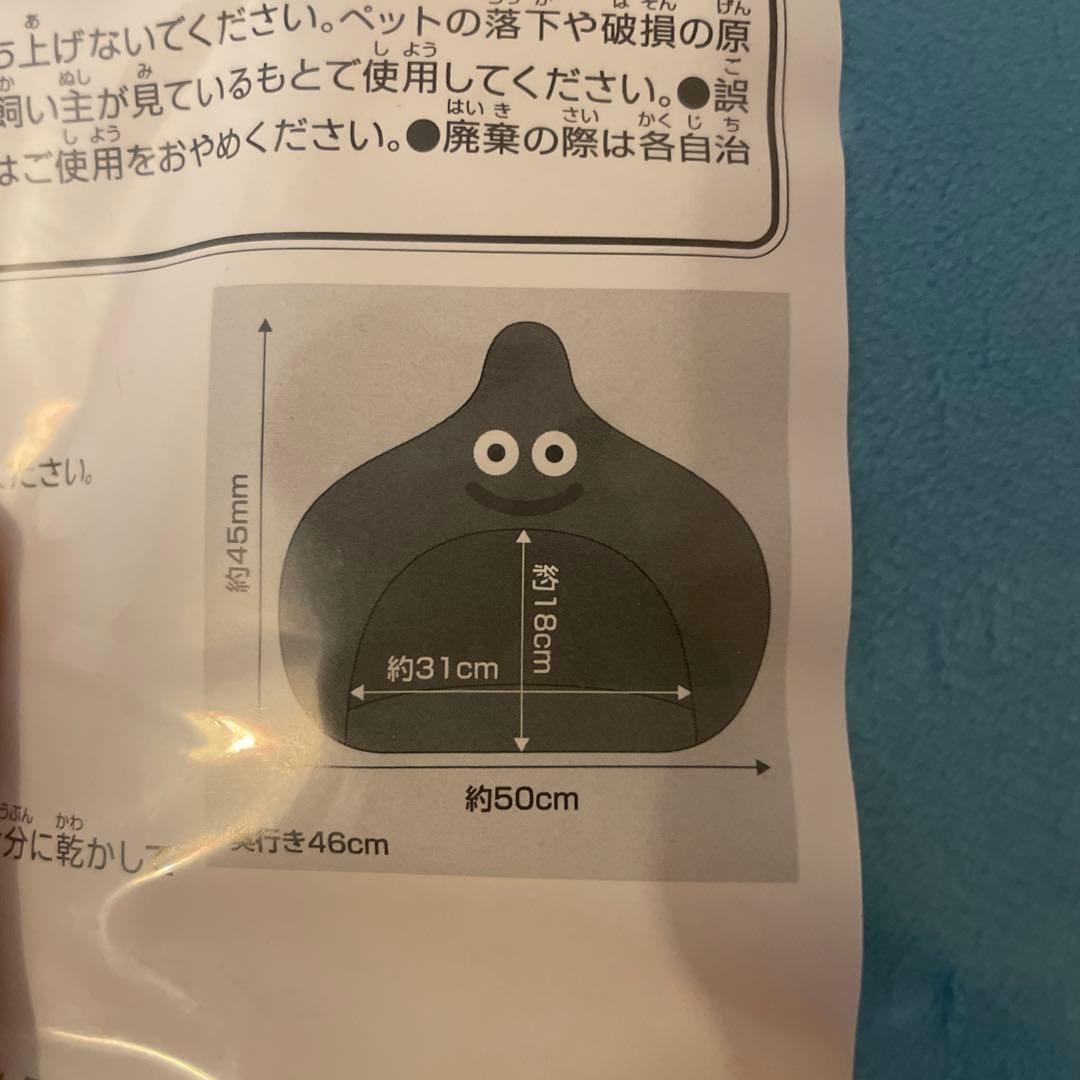 ち上げないでください。ペットの落下や破損の原
飼い主が見ているもとで使用してください。●誤
はご使用をおやめください。●廃棄の際は各自治
ください。
約45mm
約18cm
約31cm
約50cm
奥行き46cm
分に乾かして